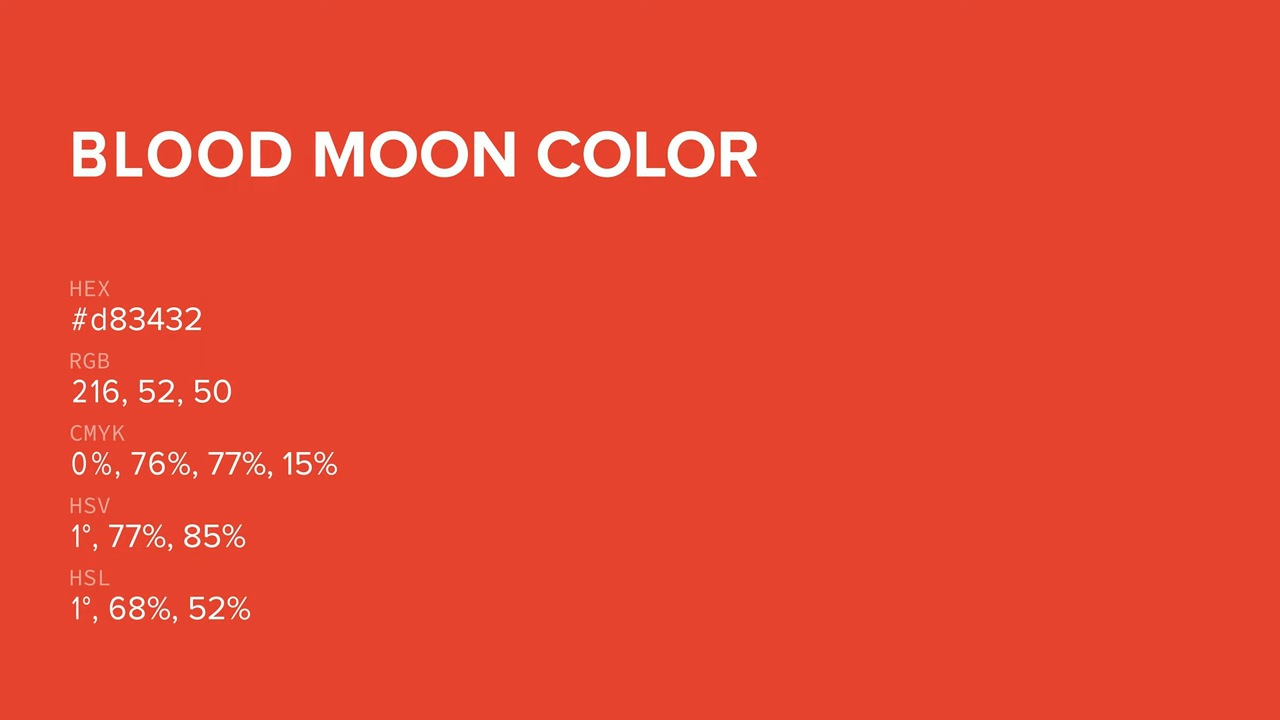 BLOOD MOON COLOR
HEX
#d83432
RGB
216, 52, 50
CMYK
0%, 76%, 77%, 15%
HSV
1°, 77%, 85%
HSL
1°, 68%, 52%